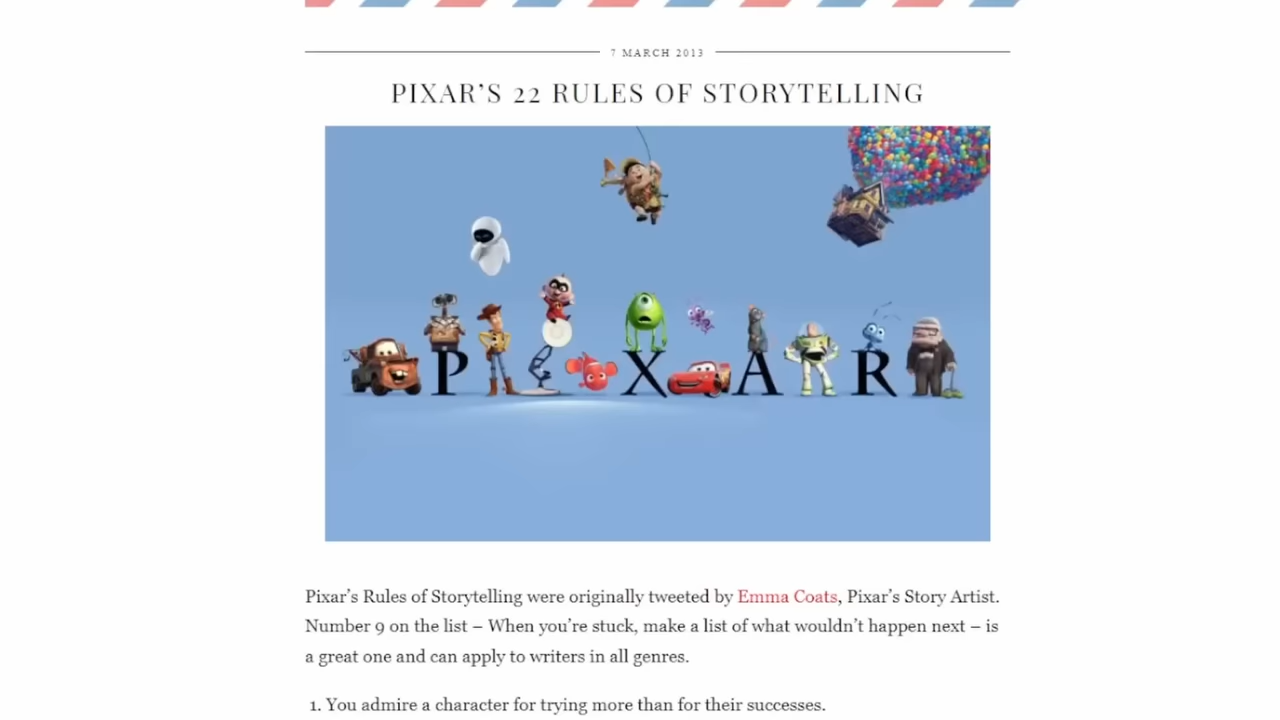 7 MARCH 2013
PIXAR’S 22 RULES OF STORYTELLING
P X A R
Pixar’s Rules of Storytelling were originally tweeted by Emma Coats, Pixar’s Story Artist.
Number 9 on the list – When you’re stuck, make a list of what wouldn’t happen next – is
a great one and can apply to writers in all genres.
1. You admire a character for trying more than for their successes.